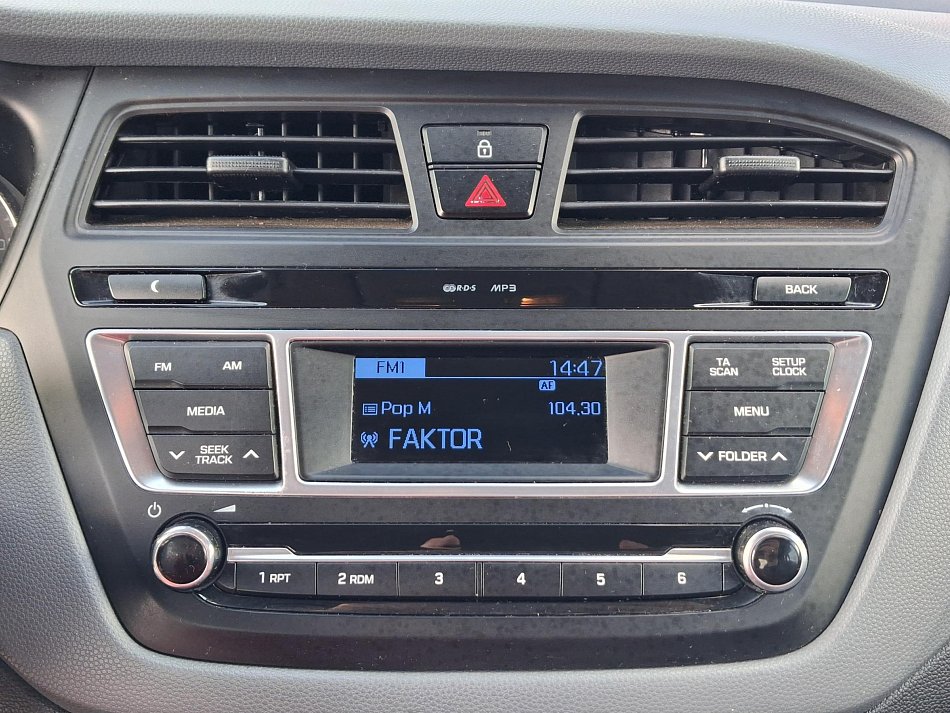 RDS MP3
BACK
FM AM
MEDIA
SEEK
TRACK
FM1 14:47
AF
Pop M 104.30
FAKTOR
TA
SCAN
SETUP
CLOCK
MENU
FOLDER
1 RPT
2 RDM
3
4
5
6